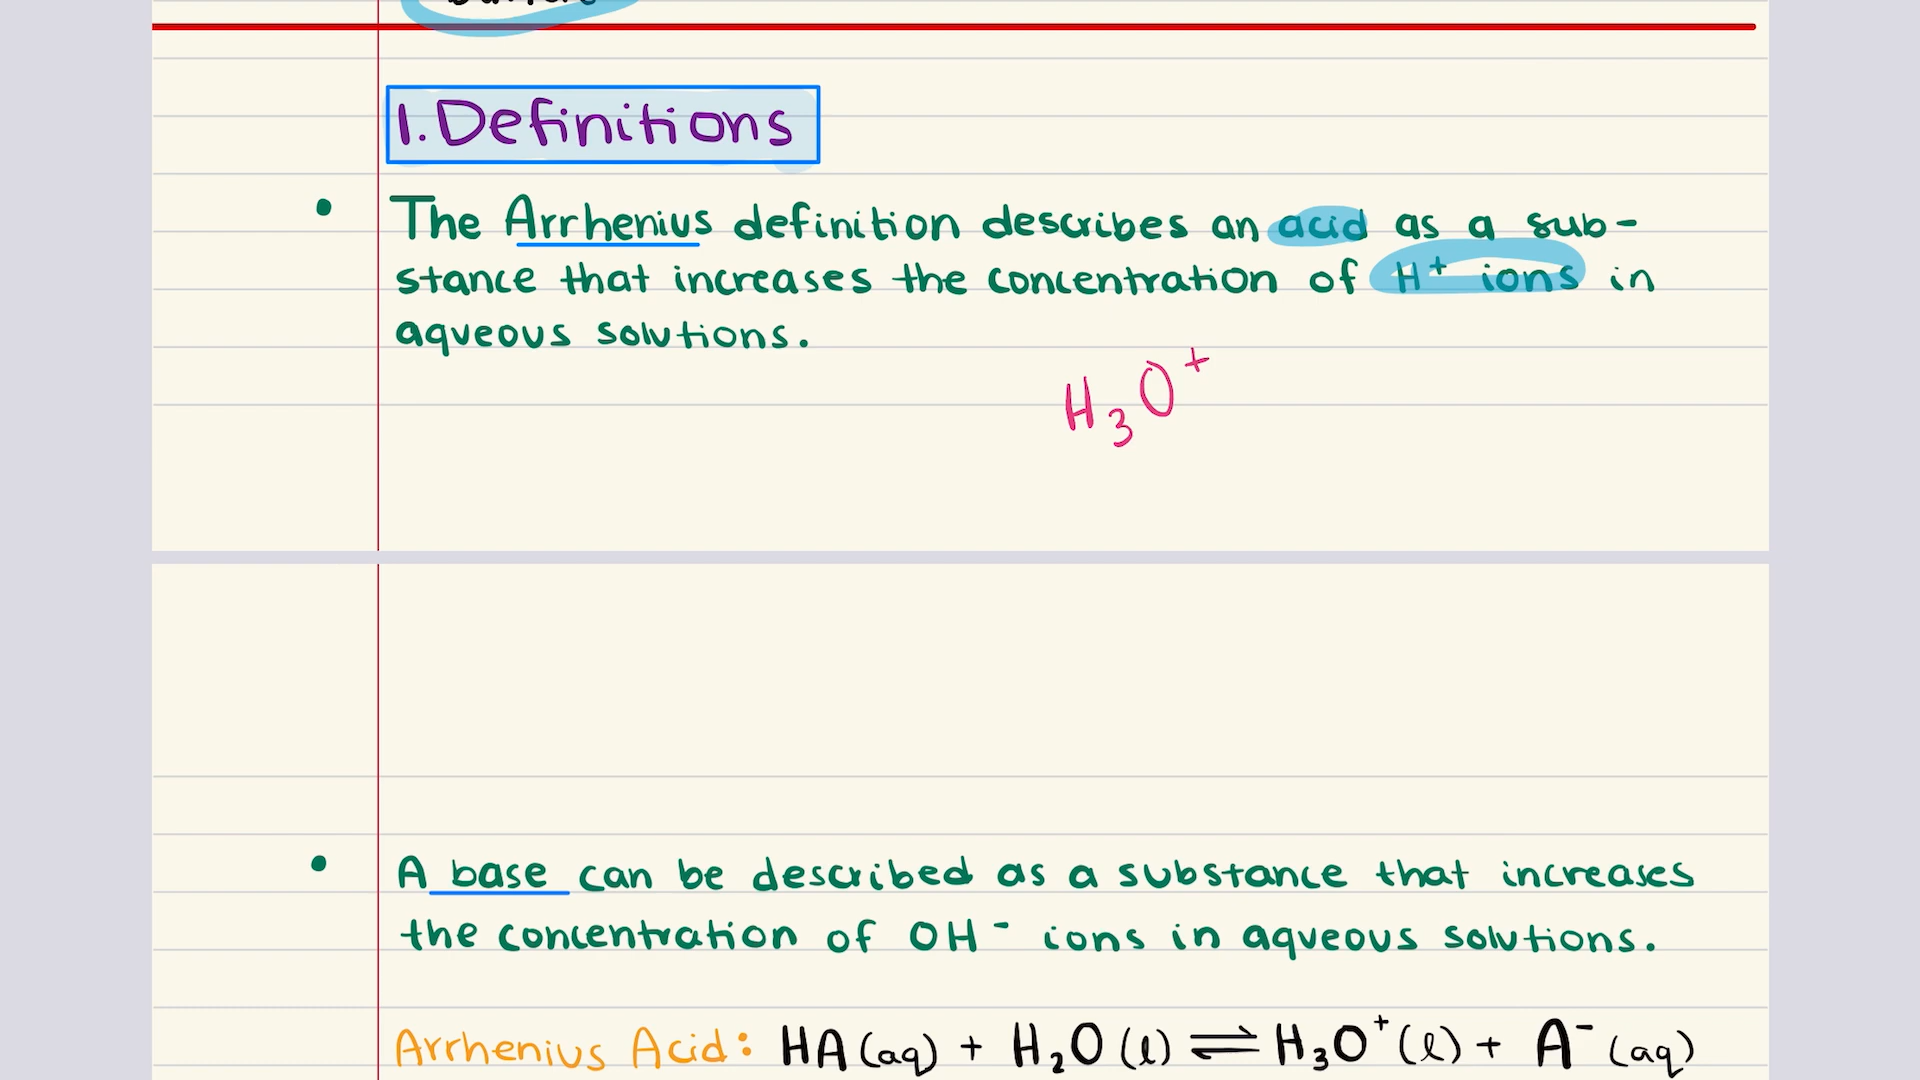 1. Definitions
• The Arrhenius definition describes an acid as a sub-
stance that increases the concentration of H⁺ ions in
aqueous solutions.
H₃O⁺
• A base can be described as a substance that increases
the concentration of OH⁻ ions in aqueous solutions.
Arrhenius Acid: HA(aq) + H₂O(l) ⇌ H₃O⁺(l) + A⁻(aq)